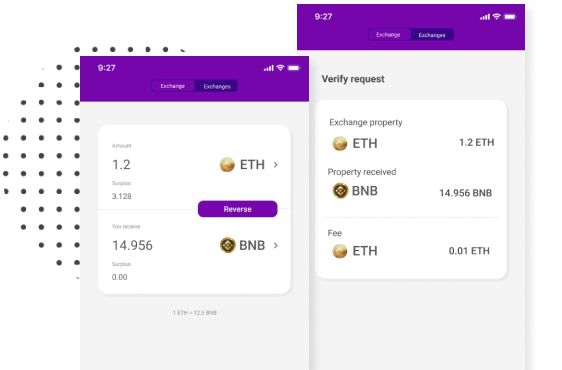 9:27
Exchange Exchanges
Amount
1.2 ETH
Surplus
3.128
Reverse
You receive
14.956 BNB
Surplus
0.00
1 ETH = 12.6 BNB
9:27
Exchange Exchanges
Verify request
Exchange property
ETH 1.2 ETH
Property received
BNB 14.956 BNB
Fee
ETH 0.01 ETH